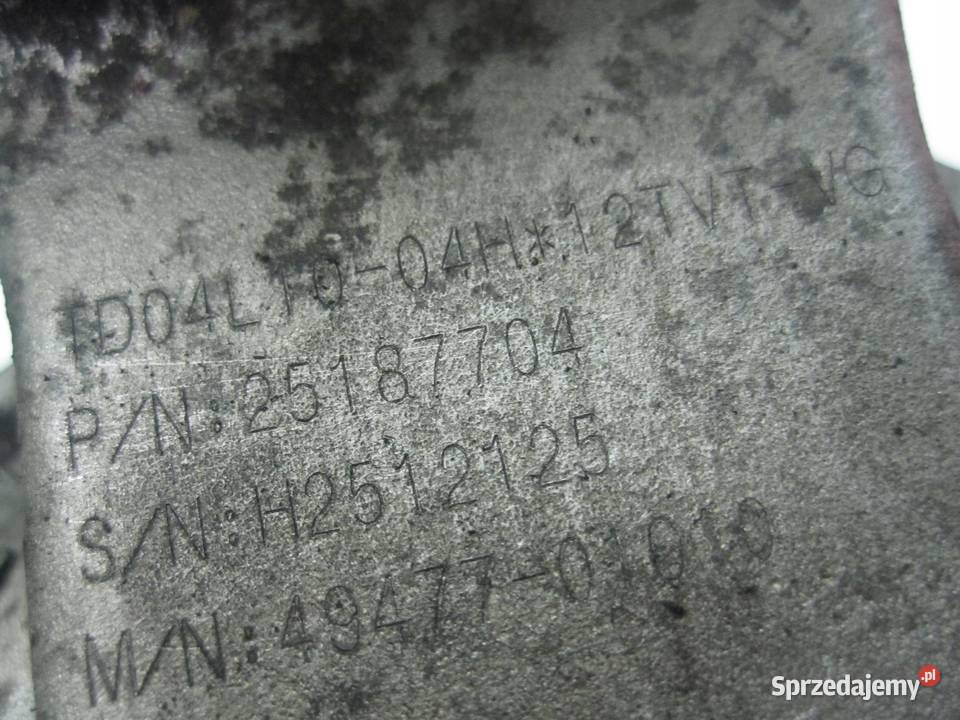 TD04L10-04H*12TVT-VG
P/N:25187704
S/N:H2512125
M/N:49477-01010
Sprzedajemy.pl